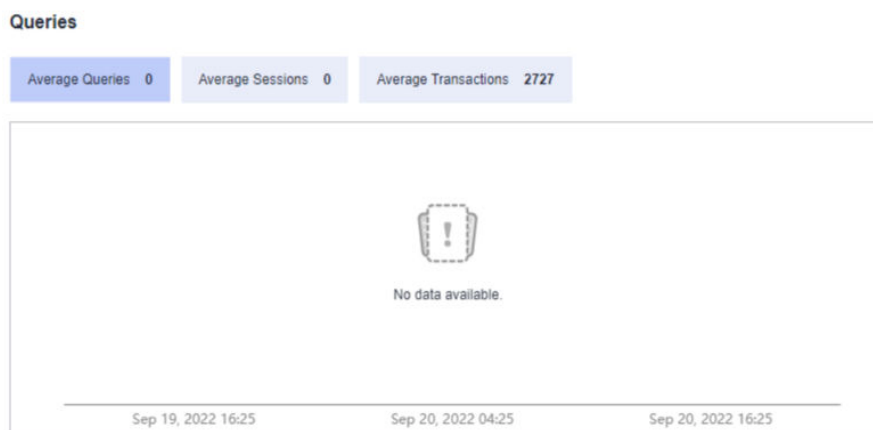 Queries
Average Queries 0 Average Sessions 0 Average Transactions 2727
!
No data available.
Sep 19, 2022 16:25 Sep 20, 2022 04:25 Sep 20, 2022 16:25